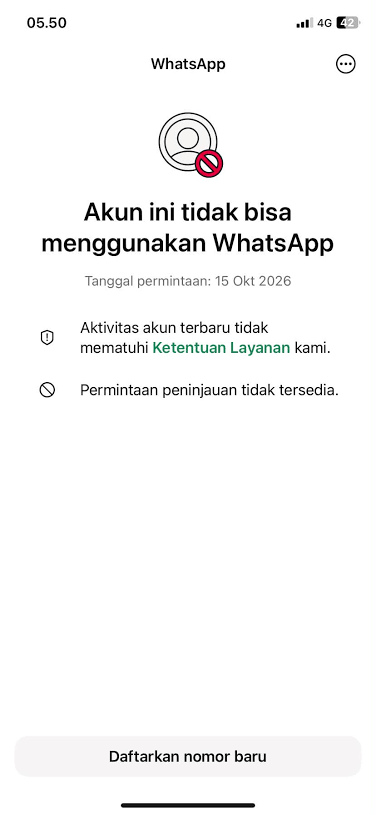 05.50
4G 42
WhatsApp
Akun ini tidak bisa
menggunakan WhatsApp
Tanggal permintaan: 15 Okt 2026
Aktivitas akun terbaru tidak
mematuhi Ketentuan Layanan kami.
Permintaan peninjauan tidak tersedia.
Daftarkan nomor baru